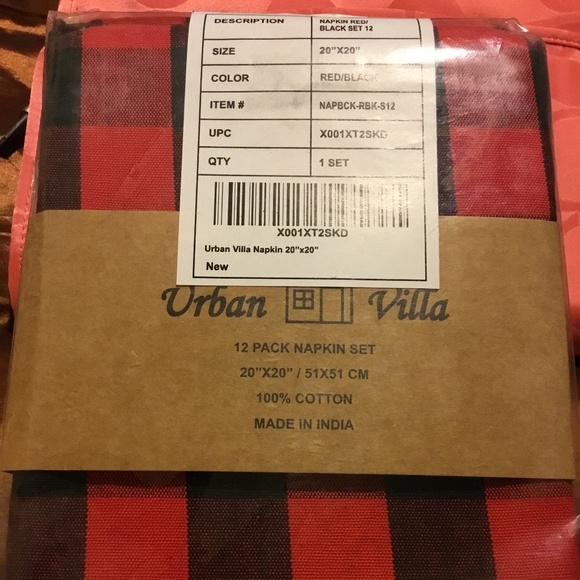 DESCRIPTION NAPKIN RED/
BLACK SET 12
SIZE 20"X20"
COLOR RED/BLACK
ITEM # NAPBCK-RBK-S12
UPC X001XT2SKD
QTY 1 SET
X001XT2SKD
Urban Villa Napkin 20"x20"
New
Urban Villa
12 PACK NAPKIN SET
20"X20" / 51X51 CM
100% COTTON
MADE IN INDIA